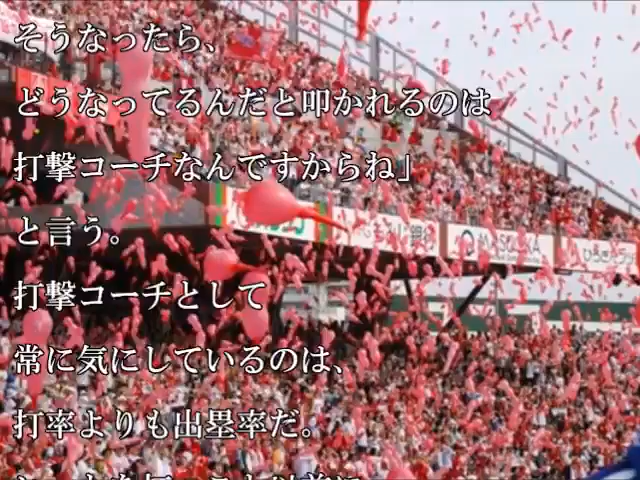 そうなったら、
どうなってるんだと叩かれるのは
打撃コーチなんですからね」
と言う。
打撃コーチとして
常に気にしているのは、
打率よりも出塁率だ。